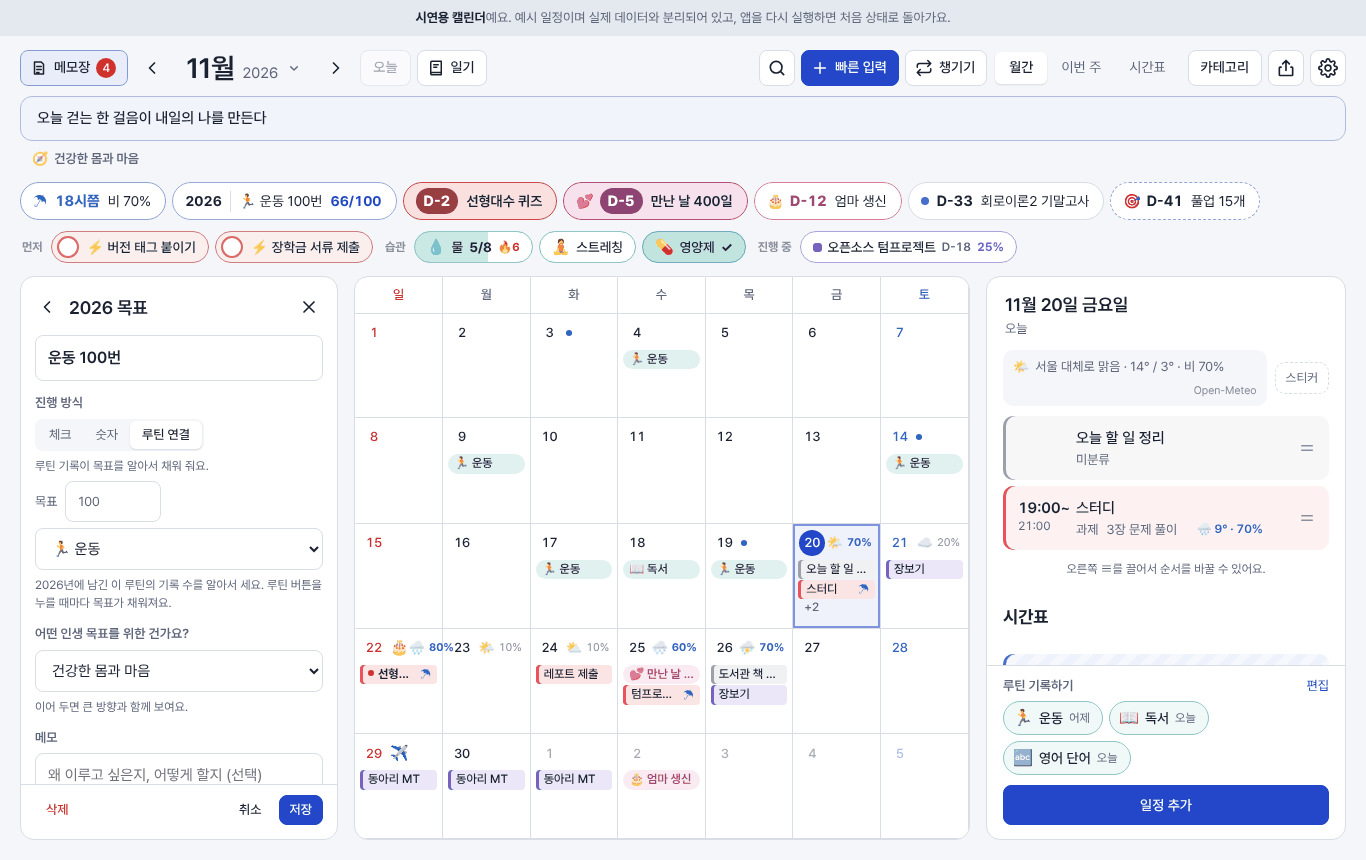 시연용 캘린더예요. 예시 일정이며 실제 데이터와 분리되어 있고, 앱을 다시 실행하면 처음 상태로 돌아가요.
메모장 4
11월 2026
오늘
일기
빠른 입력
챙기기
월간
이번 주
시간표
카테고리
오늘 걷는 한 걸음이 내일의 나를 만든다
건강한 몸과 마음
18시쯤 비 70%
2026 운동 100번 66/100
D-2 선형대수 퀴즈
D-5 만난 날 400일
D-12 엄마 생신
D-33 회로이론2 기말고사
D-41 풀업 15개
먼저
버전 태그 붙이기
장학금 서류 제출
습관
물 5/8 6
스트레칭
영양제
진행 중
오픈소스 텀프로젝트 D-18 25%
2026 목표
운동 100번
진행 방식
체크 숫자 루틴 연결
루틴 기록이 목표를 알아서 채워 줘요.
목표 100
운동
2026년에 남긴 이 루틴의 기록 수를 알아서 세요. 루틴 버튼을
누를 때마다 목표가 채워져요.
어떤 인생 목표를 위한 건가요?
건강한 몸과 마음
이어 두면 큰 방향과 함께 보여요.
메모
왜 이루고 싶은지, 어떻게 할지 (선택)
삭제 취소 저장
일 월 화 수 목 금 토
1 2 3 4 5 6 7
운동
8 9 10 11 12 13 14
운동 운동
15 16 17 18 19 20 70% 21 20%
운동 독서 운동 오늘 할 일 ... 장보기
스터디
+2
22 80% 23 10% 24 10% 25 60% 26 70% 27 28
선형... 레포트 제출 만난 날 ... 도서관 책 ...
텀프로... 장보기
29 30 1 2 3 4 5
동아리 MT 동아리 MT 동아리 MT 엄마 생신
11월 20일 금요일
오늘
서울 대체로 맑음 · 14° / 3° · 비 70%
Open-Meteo
스티커
오늘 할 일 정리
미분류
19:00~ 스터디
21:00 과제 3장 문제 풀이 9° · 70%
오른쪽 ≡를 끌어서 순서를 바꿀 수 있어요.
시간표
루틴 기록하기 편집
운동 어제
독서 오늘
abc 영어 단어 오늘
일정 추가